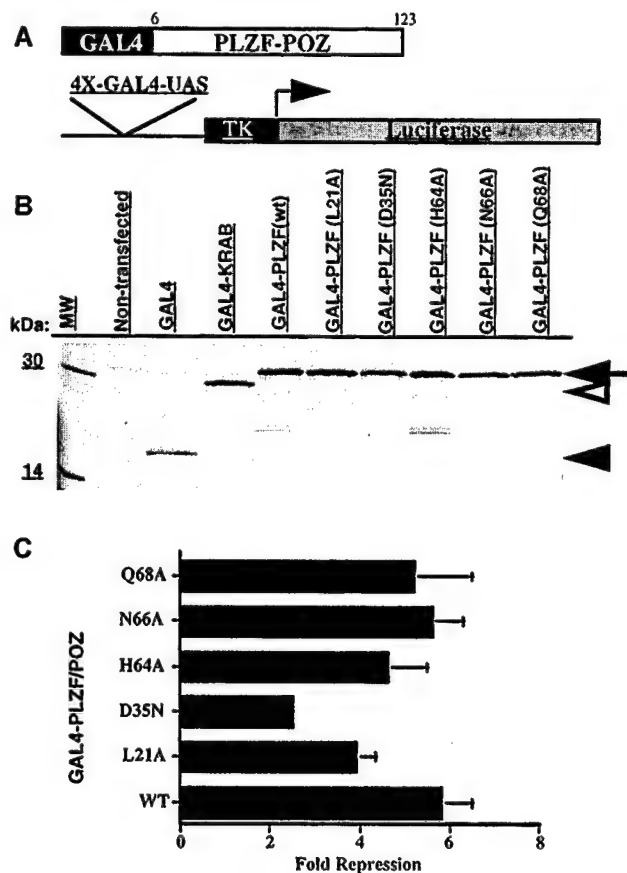 A
6
123
GAL4
PLZF-POZ
4X-GAL4-UAS
TK
Luciferase
B
kDa:
MW
Non-transfected
GAL4
GAL4-KRAB
GAL4-PLZF(wt)
GAL4-PLZF (L21A)
GAL4-PLZF (D35N)
GAL4-PLZF (H64A)
GAL4-PLZF (N66A)
GAL4-PLZF (Q68A)
30
14
C
GAL4-PLZF/POZ
Q68A
N66A
H64A
D35N
L21A
WT
0 2 4 6 8
Fold Repression